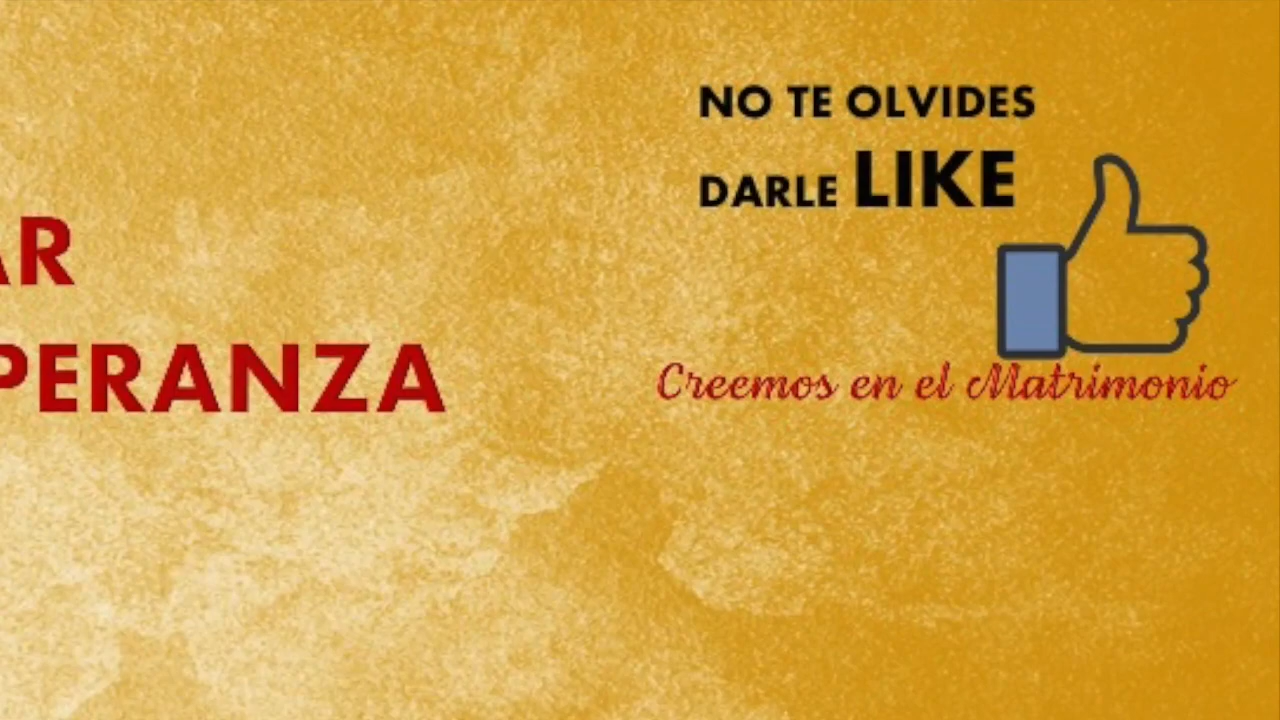 AR
PERANZA
NO TE OLVIDES
DARLE LIKE
Creemos en el Matrimonio